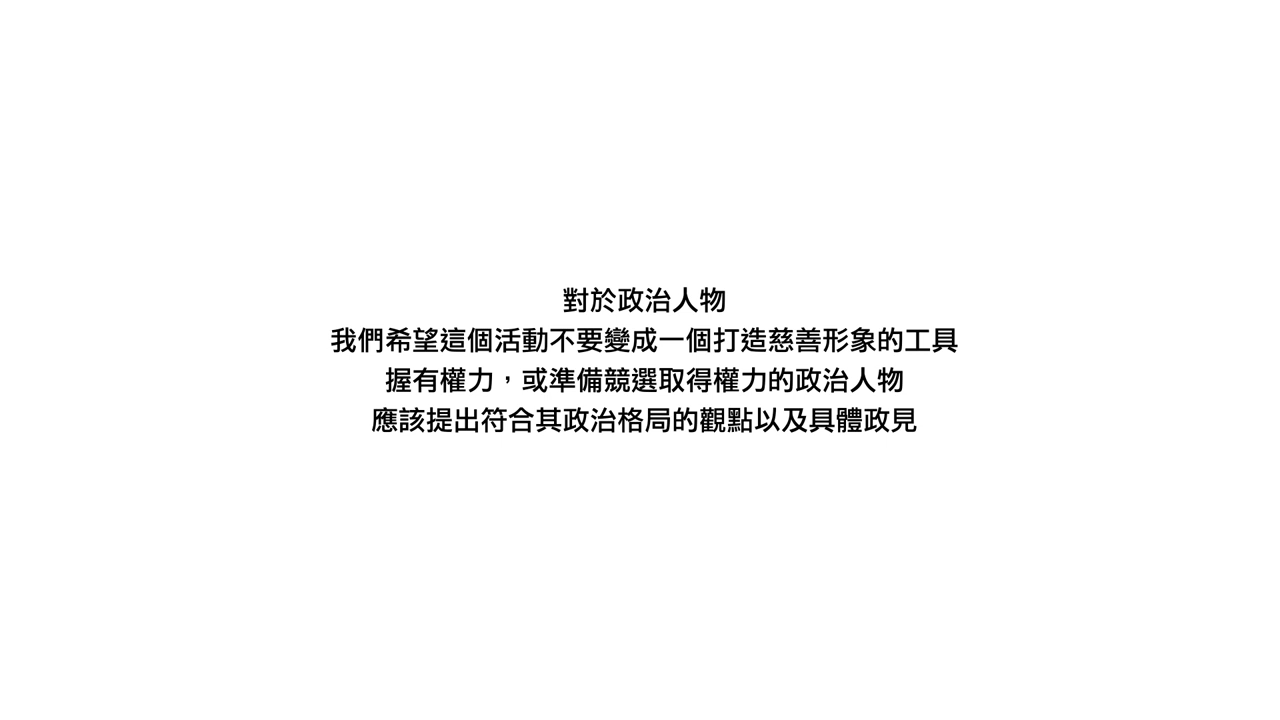 對於政治人物
我們希望這個活動不要變成一個打造慈善形象的工具
握有權力，或準備競選取得權力的政治人物
應該提出符合其政治格局的觀點以及具體政見